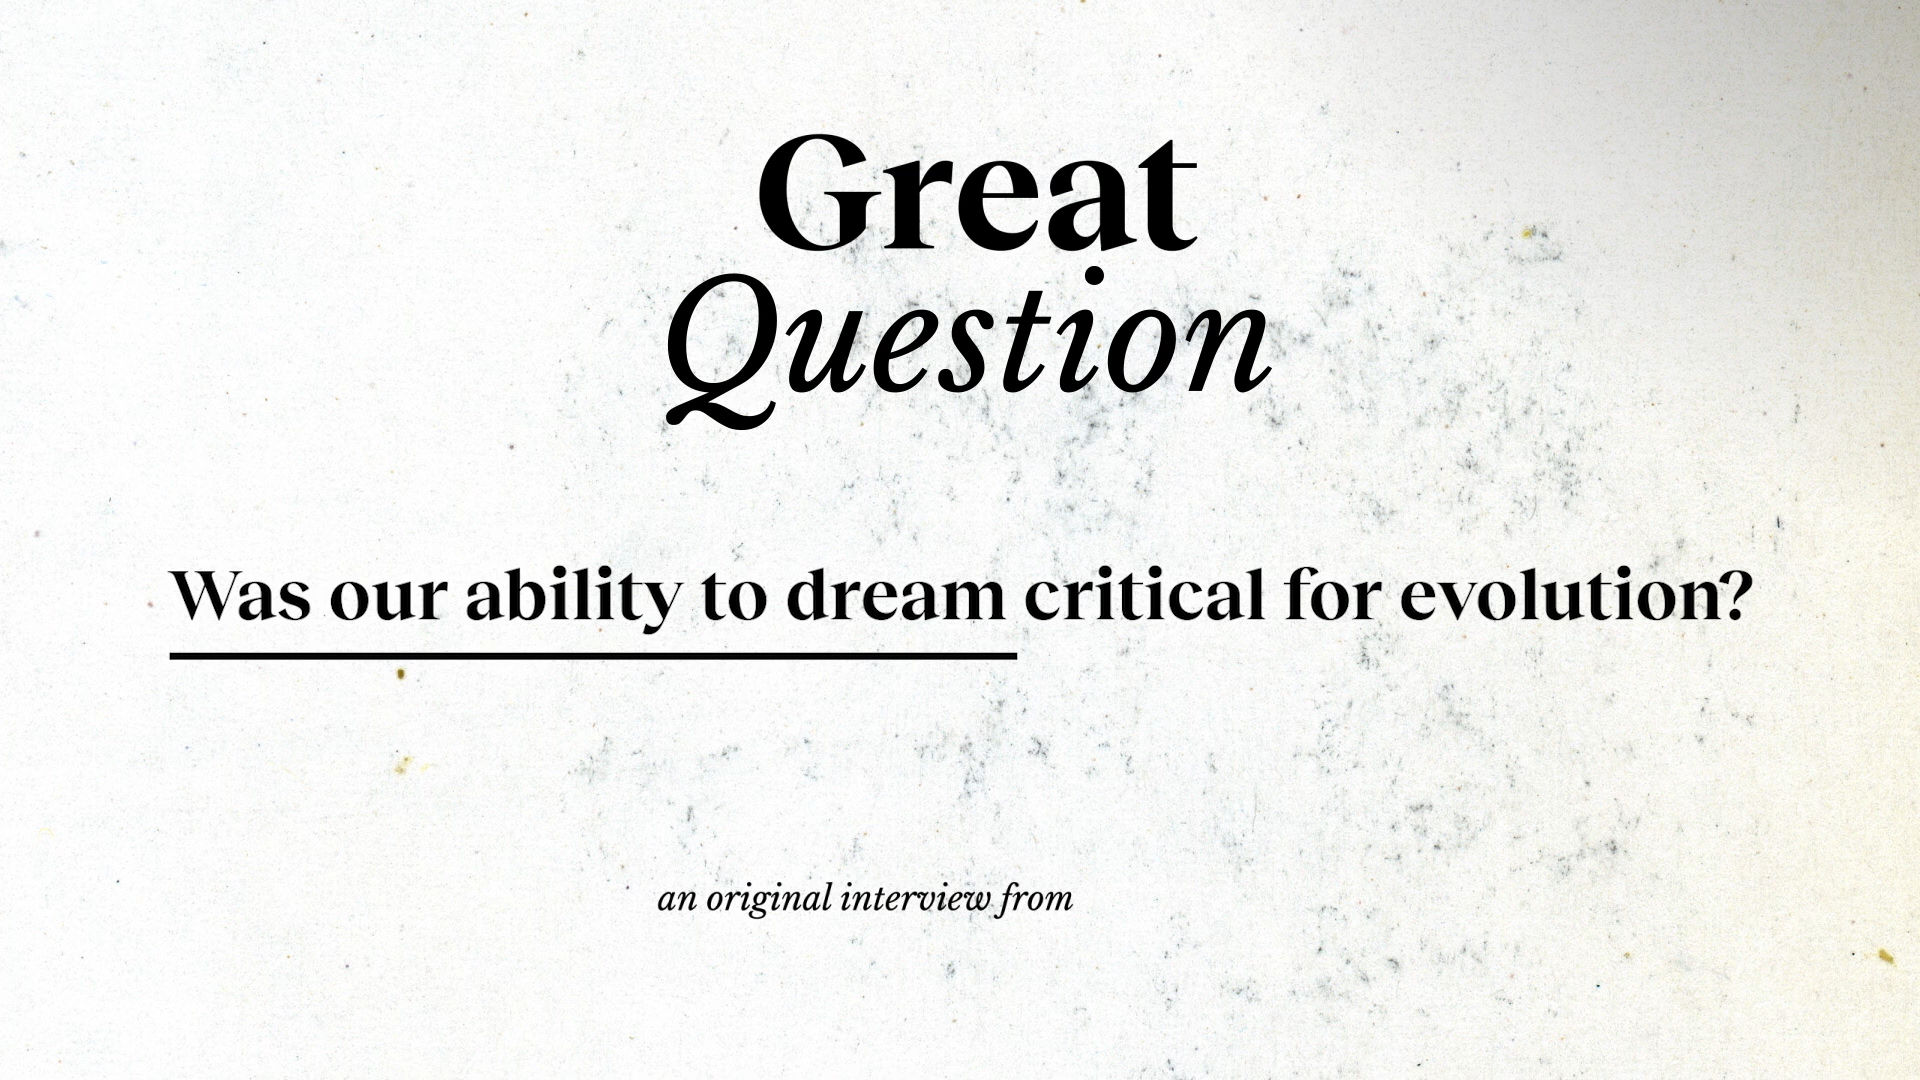 Great
Question
Was our ability to dream critical for evolution?
an original interview from